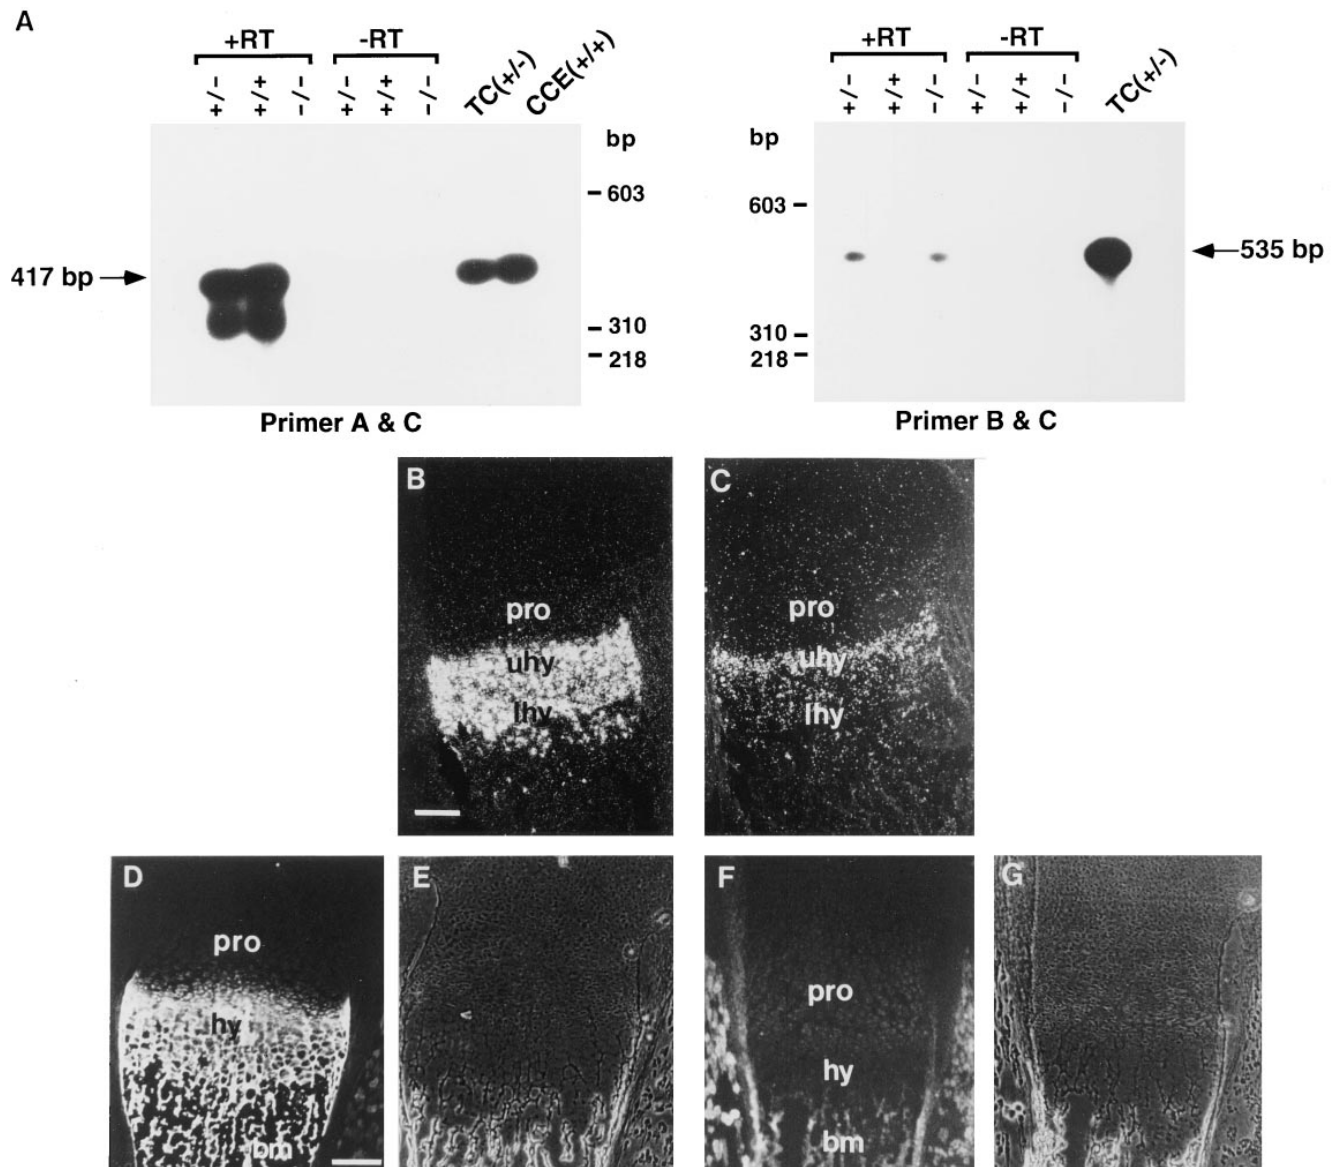 A
+RT
-RT
+/-
+/+
-/-
+/-
+/+
-/-
TC(+/-)
CCE(+/+)
bp
603
417 bp
310
218
Primer A & C
+RT
-RT
+/-
+/+
-/-
+/-
+/+
-/-
TC(+/-)
bp
603
535 bp
310
218
Primer B & C
B
pro
uhy
lhy
C
pro
uhy
lhy
D
pro
hy
bm
E
F
pro
hy
bm
G